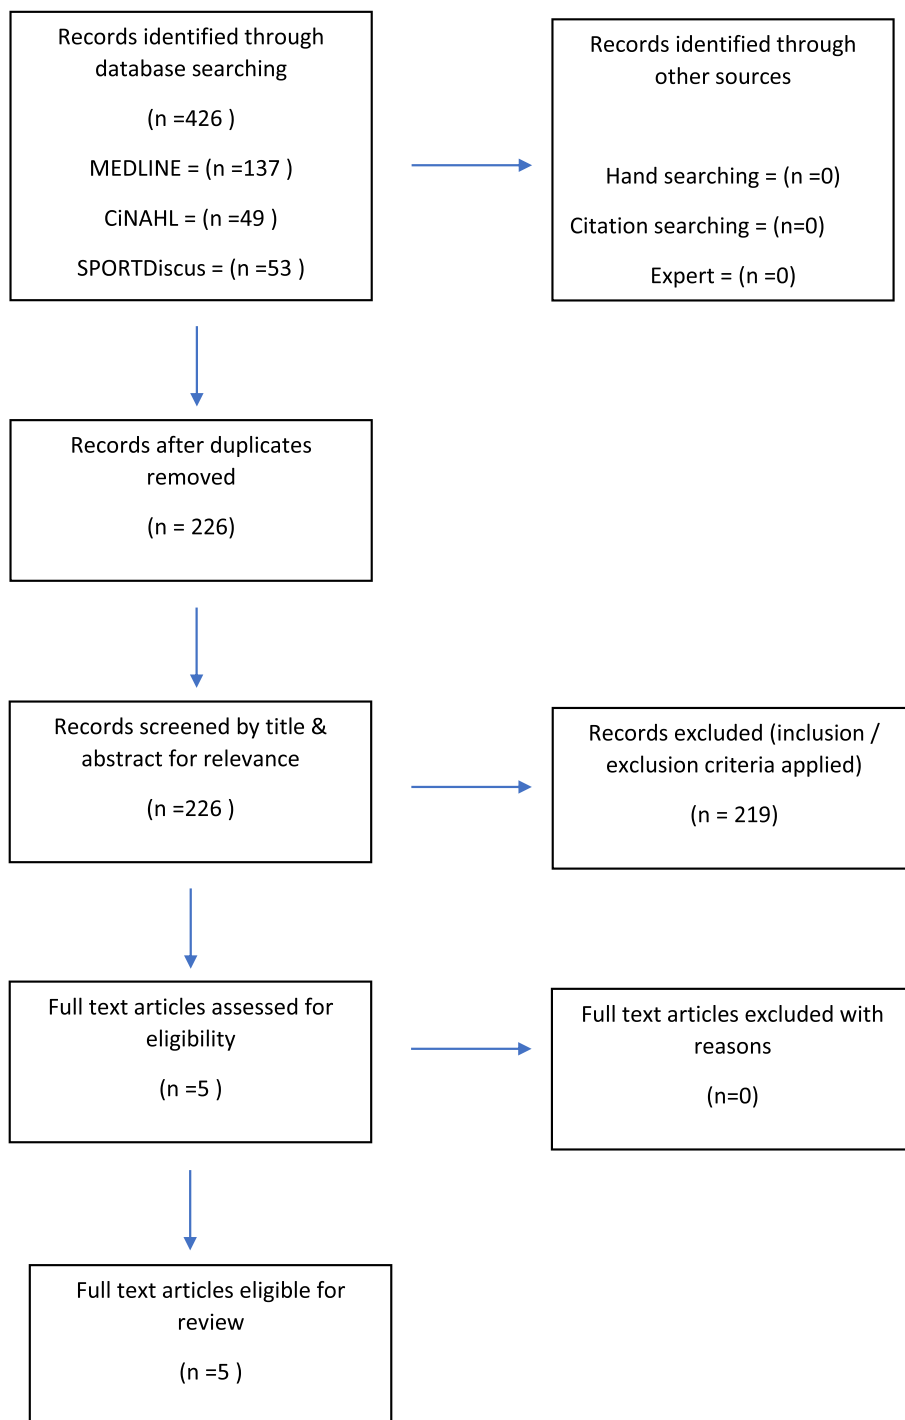 Records identified through
database searching
(n =426 )
MEDLINE = (n =137 )
CiNAHL = (n =49 )
SPORTDiscus = (n =53 )
Records identified through
other sources
Hand searching = (n =0)
Citation searching = (n=0)
Expert = (n =0)
Records after duplicates
removed
(n = 226)
Records screened by title &
abstract for relevance
(n =226 )
Records excluded (inclusion /
exclusion criteria applied)
(n = 219)
Full text articles assessed for
eligibility
(n =5 )
Full text articles excluded with
reasons
(n=0)
Full text articles eligible for
review
(n =5 )